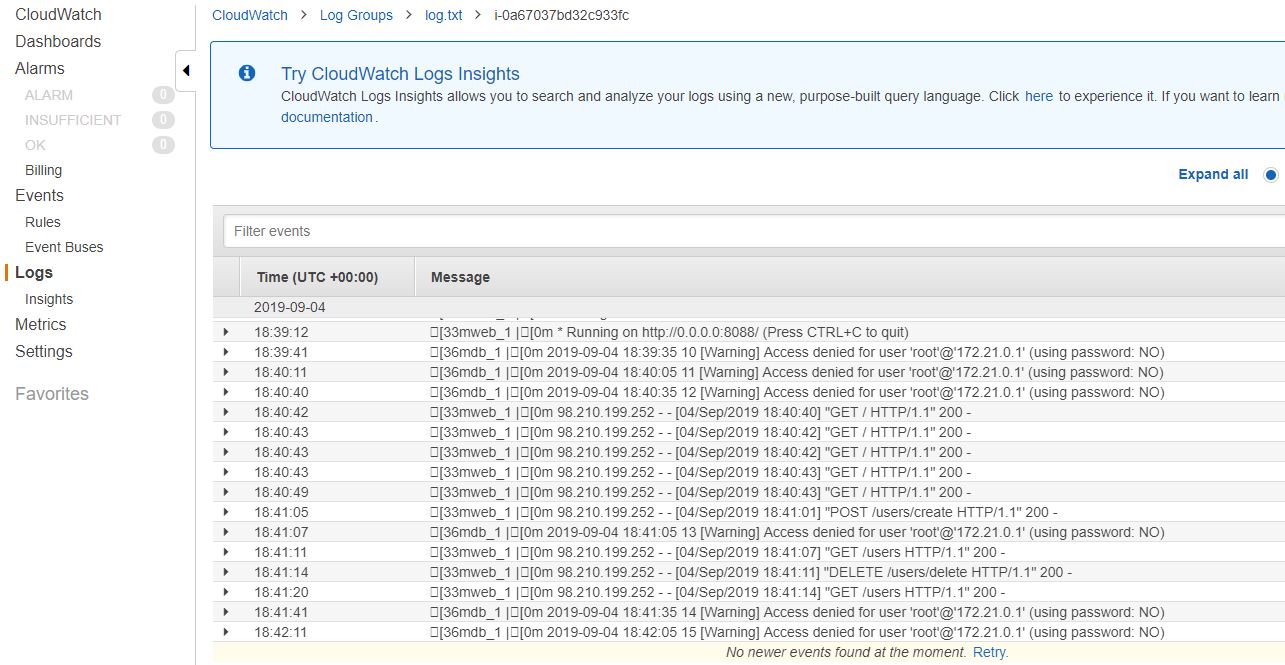 CloudWatch
Dashboards
Alarms
ALARM 0
INSUFFICIENT 0
OK 0
Billing
Events
Rules
Event Buses
Logs
Insights
Metrics
Settings
Favorites
CloudWatch > Log Groups > log.txt > i-0a67037bd32c933fc
Try CloudWatch Logs Insights
CloudWatch Logs Insights allows you to search and analyze your logs using a new, purpose-built query language. Click here to experience it. If you want to learn
documentation.
Expand all
Filter events
Time (UTC +00:00) Message
2019-09-04
18:39:12 □[33mweb_1 |□[0m * Running on http://0.0.0.0:8088/ (Press CTRL+C to quit)
18:39:41 □[36mdb_1 |□[0m 2019-09-04 18:39:35 10 [Warning] Access denied for user 'root'@'172.21.0.1' (using password: NO)
18:40:11 □[36mdb_1 |□[0m 2019-09-04 18:40:05 11 [Warning] Access denied for user 'root'@'172.21.0.1' (using password: NO)
18:40:40 □[36mdb_1 |□[0m 2019-09-04 18:40:35 12 [Warning] Access denied for user 'root'@'172.21.0.1' (using password: NO)
18:40:42 □[33mweb_1 |□[0m 98.210.199.252 - - [04/Sep/2019 18:40:40] "GET / HTTP/1.1" 200 -
18:40:43 □[33mweb_1 |□[0m 98.210.199.252 - - [04/Sep/2019 18:40:42] "GET / HTTP/1.1" 200 -
18:40:43 □[33mweb_1 |□[0m 98.210.199.252 - - [04/Sep/2019 18:40:42] "GET / HTTP/1.1" 200 -
18:40:43 □[33mweb_1 |□[0m 98.210.199.252 - - [04/Sep/2019 18:40:43] "GET / HTTP/1.1" 200 -
18:40:49 □[33mweb_1 |□[0m 98.210.199.252 - - [04/Sep/2019 18:40:43] "GET / HTTP/1.1" 200 -
18:41:05 □[33mweb_1 |□[0m 98.210.199.252 - - [04/Sep/2019 18:41:01] "POST /users/create HTTP/1.1" 200 -
18:41:07 □[36mdb_1 |□[0m 2019-09-04 18:41:05 13 [Warning] Access denied for user 'root'@'172.21.0.1' (using password: NO)
18:41:11 □[33mweb_1 |□[0m 98.210.199.252 - - [04/Sep/2019 18:41:07] "GET /users HTTP/1.1" 200 -
18:41:14 □[33mweb_1 |□[0m 98.210.199.252 - - [04/Sep/2019 18:41:11] "DELETE /users/delete HTTP/1.1" 200 -
18:41:20 □[33mweb_1 |□[0m 98.210.199.252 - - [04/Sep/2019 18:41:14] "GET /users HTTP/1.1" 200 -
18:41:41 □[36mdb_1 |□[0m 2019-09-04 18:41:35 14 [Warning] Access denied for user 'root'@'172.21.0.1' (using password: NO)
18:42:11 □[36mdb_1 |□[0m 2019-09-04 18:42:05 15 [Warning] Access denied for user 'root'@'172.21.0.1' (using password: NO)
No newer events found at the moment. Retry.